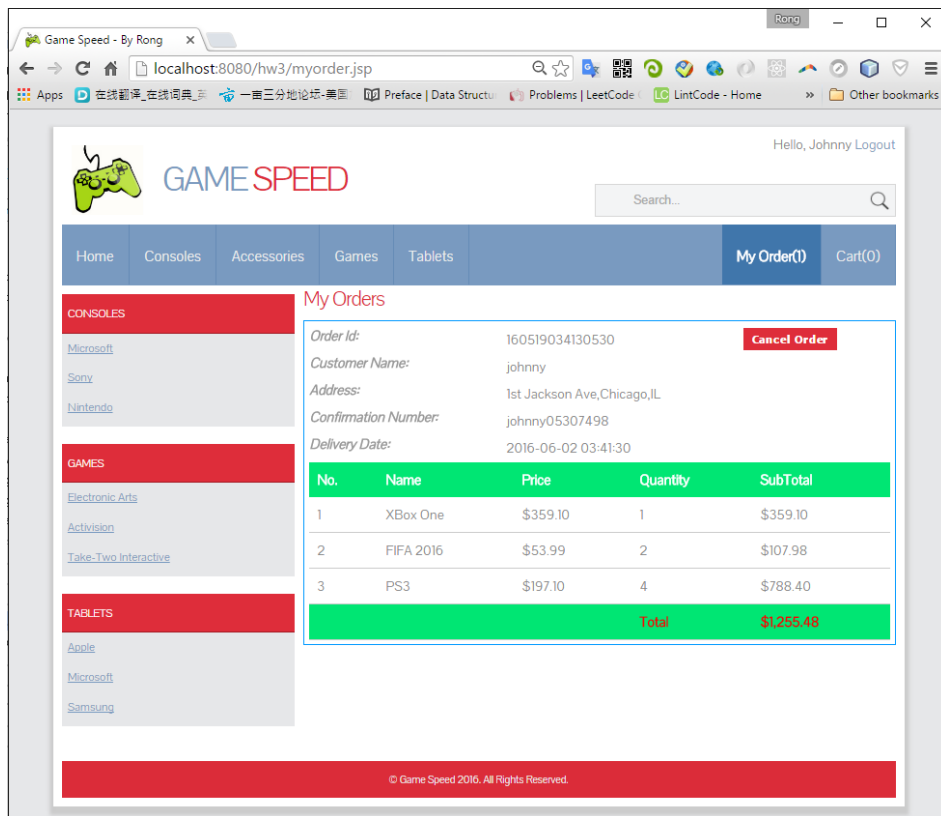 Rong
Game Speed - By Rong
localhost:8080/hw3/myorder.jsp
Apps 在线翻译_在线词典_英 一亩三分地论坛-美国 Preface | Data Structu Problems | LeetCode LC LintCode - Home » Other bookmarks
Hello, Johnny Logout
GAME SPEED
Search...
Home Consoles Accessories Games Tablets My Order(1) Cart(0)
CONSOLES
Microsoft
Sony
Nintendo
GAMES
Electronic Arts
Activision
Take-Two Interactive
TABLETS
Apple
Microsoft
Samsung
My Orders
Order Id: 160519034130530 Cancel Order
Customer Name: johnny
Address: 1st Jackson Ave,Chicago,IL
Confirmation Number: johnny05307498
Delivery Date: 2016-06-02 03:41:30
No. Name Price Quantity SubTotal
1 XBox One $359.10 1 $359.10
2 FIFA 2016 $53.99 2 $107.98
3 PS3 $197.10 4 $788.40
Total $1,255.48
© Game Speed 2016. All Rights Reserved.